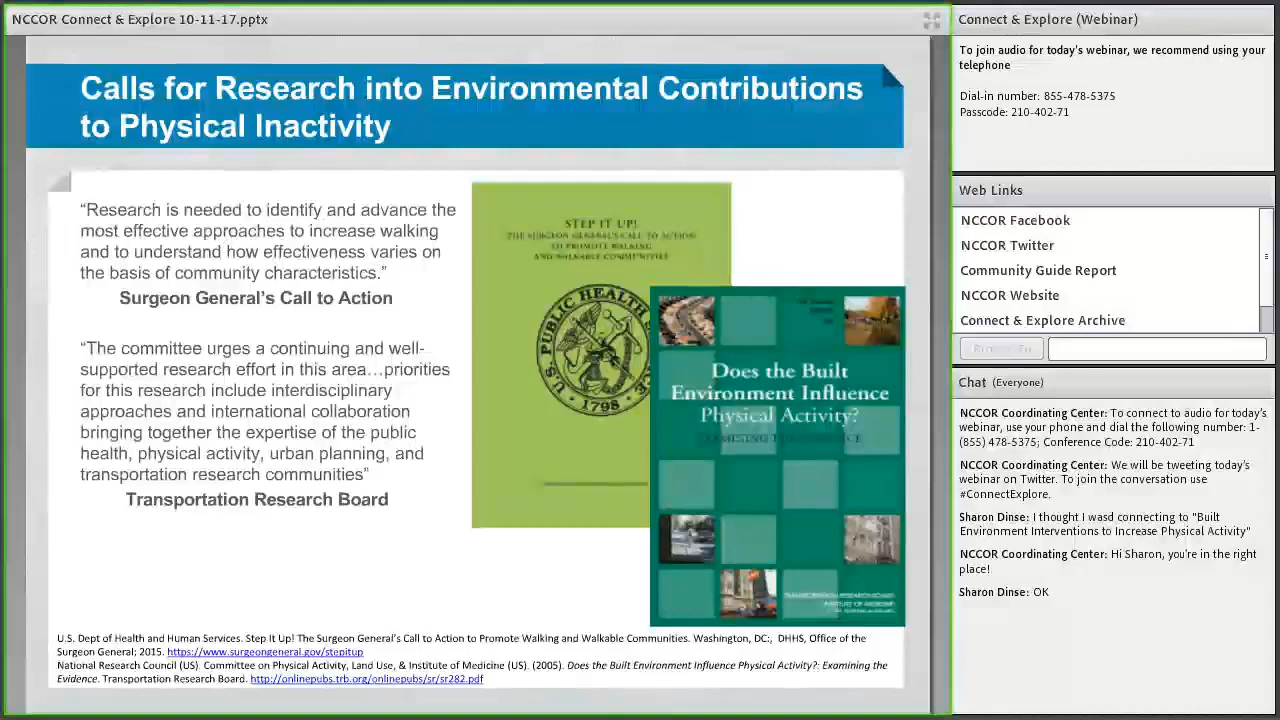 NCCOR Connect & Explore 10-11-17.pptx
Calls for Research into Environmental Contributions
to Physical Inactivity
“Research is needed to identify and advance the
most effective approaches to increase walking
and to understand how effectiveness varies on
the basis of community characteristics.”
Surgeon General’s Call to Action
“The committee urges a continuing and well-
supported research effort in this area…priorities
for this research include interdisciplinary
approaches and international collaboration
bringing together the expertise of the public
health, physical activity, urban planning, and
transportation research communities”
Transportation Research Board
STEP IT UP!
THE SURGEON GENERAL'S CALL TO ACTION
TO PROMOTE WALKING
AND WALKABLE COMMUNITIES
U.S. PUBLIC HEALTH
1798
Does the Built
Environment Influence
Physical Activity?
EXAMINING THE EVIDENCE
TRANSPORTATION RESEARCH BOARD
INSTITUTE OF MEDICINE
U.S. Dept of Health and Human Services. Step It Up! The Surgeon General’s Call to Action to Promote Walking and Walkable Communities. Washington, DC:, DHHS, Office of the
Surgeon General; 2015. https://www.surgeongeneral.gov/stepitup
National Research Council (US). Committee on Physical Activity, Land Use, & Institute of Medicine (US). (2005). Does the Built Environment Influence Physical Activity?: Examining the
Evidence. Transportation Research Board. http://onlinepubs.trb.org/onlinepubs/sr/sr282.pdf
Connect & Explore (Webinar)
To join audio for today's webinar, we recommend using your
telephone
Dial-in number: 855-478-5375
Passcode: 210-402-71
Web Links
NCCOR Facebook
NCCOR Twitter
Community Guide Report
NCCOR Website
Connect & Explore Archive
Browse To
Chat (Everyone)
NCCOR Coordinating Center: To connect to audio for today's
webinar, use your phone and dial the following number: 1-
(855) 478-5375; Conference Code: 210-402-71
NCCOR Coordinating Center: We will be tweeting today's
webinar on Twitter. To join the conversation use
#ConnectExplore.
Sharon Dinse: I thought I wasd connecting to "Built
Environment Interventions to Increase Physical Activity"
NCCOR Coordinating Center: Hi Sharon, you're in the right
place!
Sharon Dinse: OK